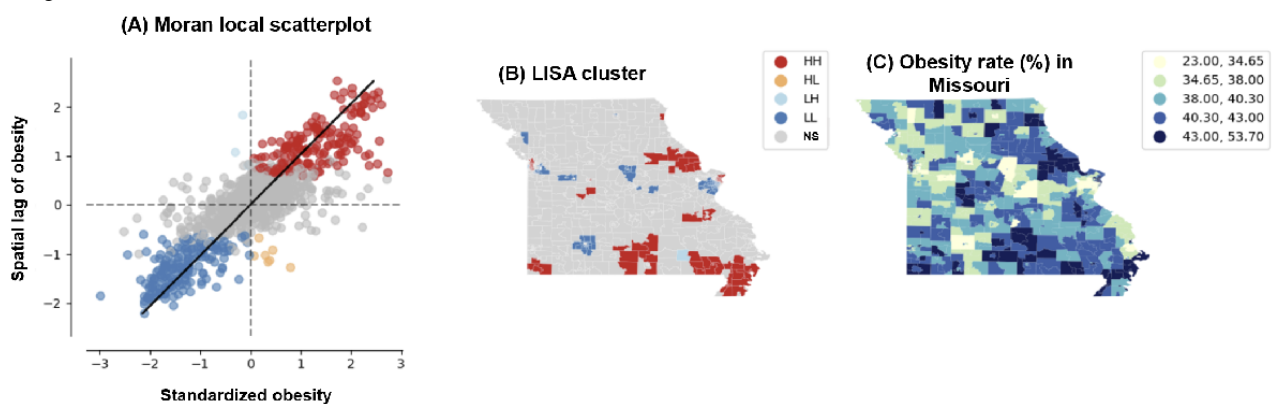 (A) Moran local scatterplot
Spatial lag of obesity
2
1
0
−1
−2
−3 −2 −1 0 1 2 3
Standardized obesity
(B) LISA cluster
HH
HL
LH
LL
NS
(C) Obesity rate (%) in
Missouri
23.00, 34.65
34.65, 38.00
38.00, 40.30
40.30, 43.00
43.00, 53.70